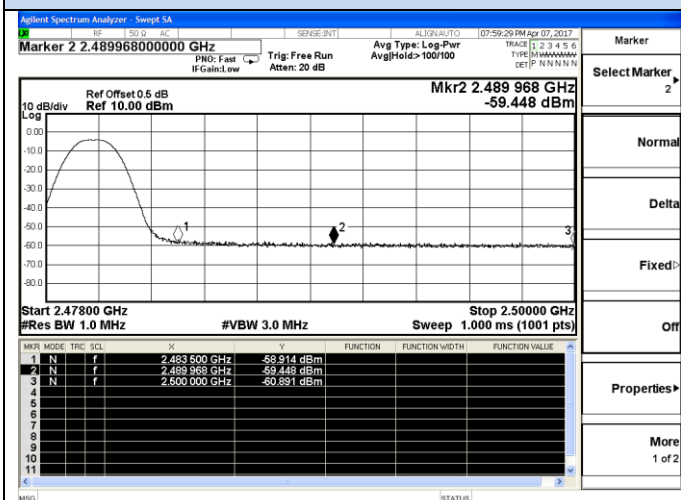 Agilent Spectrum Analyzer - Swept SA
RF 50 Ω AC SENSE:INT ALIGN AUTO 07:59:29 PM Apr 07, 2017
Marker 2 2.489968000000 GHz
PNO: Fast
IFGain:Low
Trig: Free Run
Atten: 20 dB
Avg Type: Log-Pwr
Avg|Hold:> 100/100
TRACE 1 2 3 4 5 6
TYPE M
DET P N N N N N
Ref Offset 0.5 dB
10 dB/div Ref 10.00 dBm
Log
Mkr2 2.489 968 GHz
-59.448 dBm
0.00
-10.0
-20.0
-30.0
-40.0
-50.0
-60.0
-70.0
-80.0
1
2
3
Start 2.47800 GHz Stop 2.50000 GHz
#Res BW 1.0 MHz #VBW 3.0 MHz Sweep 1.000 ms (1001 pts)
MKR MODE TRC SCL X Y FUNCTION FUNCTION WIDTH FUNCTION VALUE
1 N f 2.483 500 GHz -58.914 dBm
2 N f 2.489 968 GHz -59.448 dBm
3 N f 2.500 000 GHz -60.891 dBm
4
5
6
7
8
9
10
11
MSG STATUS
Marker
Select Marker
2
Normal
Delta
Fixed
Off
Properties
More
1 of 2